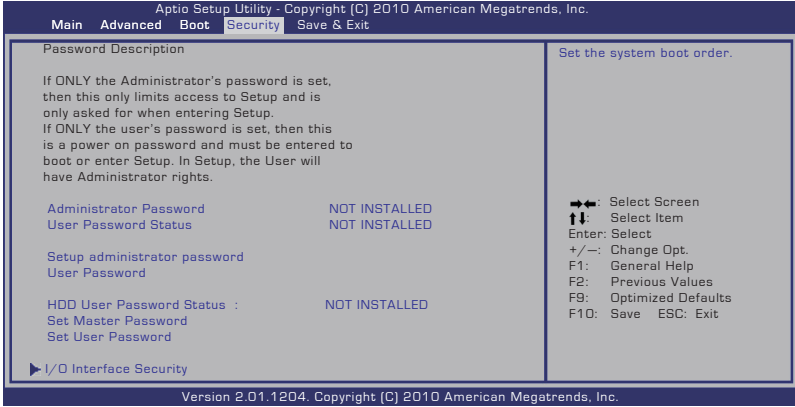 Aptio Setup Utility - Copyright (C) 2010 American Megatrends, Inc.
Main Advanced Boot Security Save & Exit
Password Description
If ONLY the Administrator's password is set,
then this only limits access to Setup and is
only asked for when entering Setup.
If ONLY the user's password is set, then this
is a power on password and must be entered to
boot or enter Setup. In Setup, the User will
have Administrator rights.
Administrator Password NOT INSTALLED
User Password Status NOT INSTALLED
Setup administrator password
User Password
HDD User Password Status : NOT INSTALLED
Set Master Password
Set User Password
I/O Interface Security
Set the system boot order.
→←: Select Screen
↑↓: Select Item
Enter: Select
+/—: Change Opt.
F1: General Help
F2: Previous Values
F9: Optimized Defaults
F10: Save ESC: Exit
Version 2.01.1204. Copyright (C) 2010 American Megatrends, Inc.